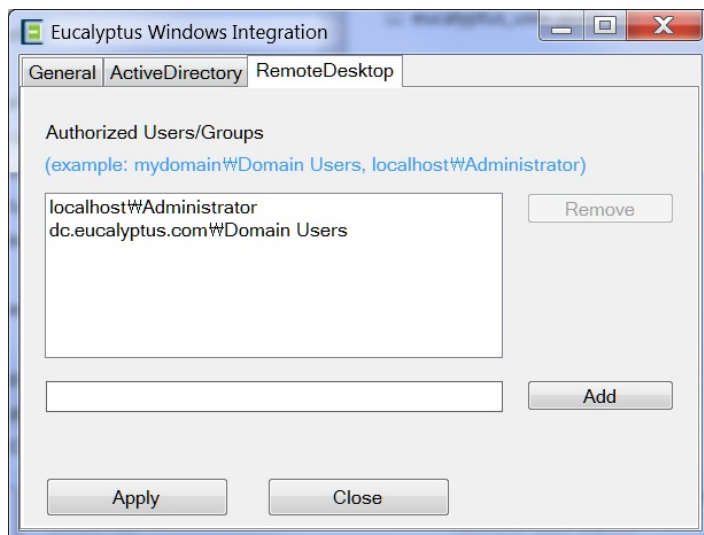 Eucalyptus Windows Integration
General ActiveDirectory RemoteDesktop
Authorized Users/Groups
(example: mydomain₩Domain Users, localhost₩Administrator)
localhost₩Administrator
Remove
dc.eucalyptus.com₩Domain Users
Add
Apply Close